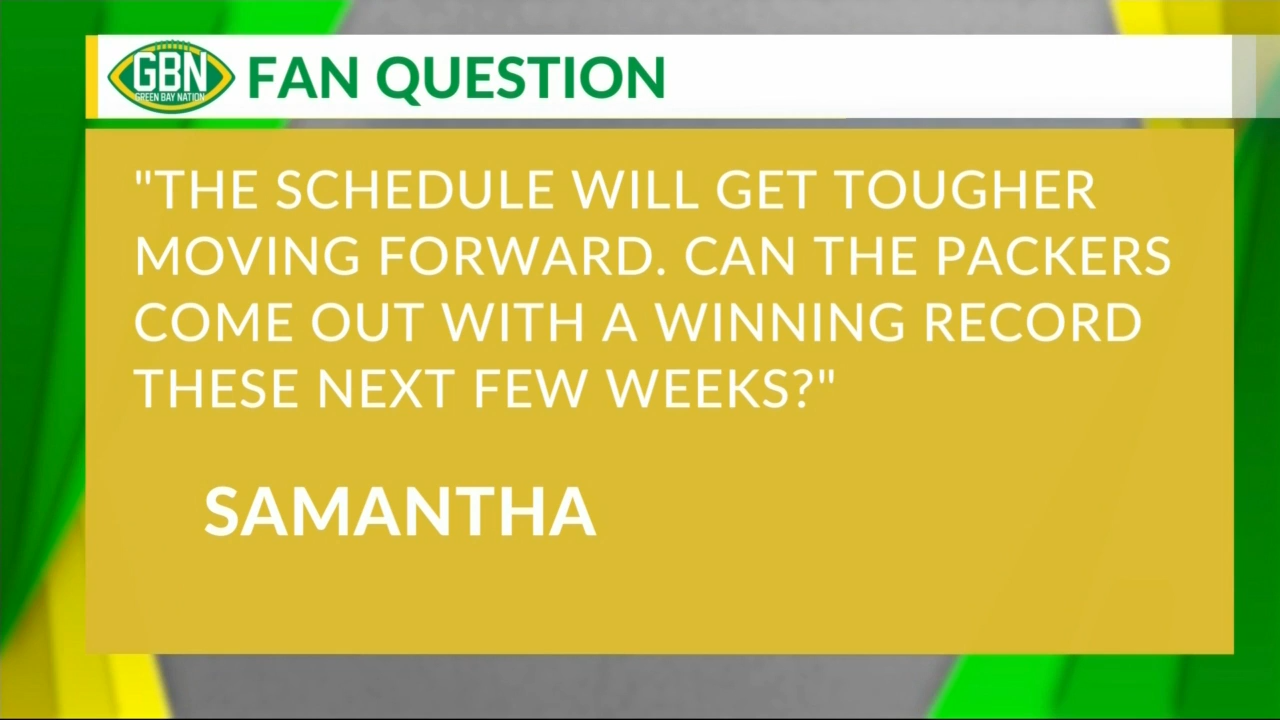 GBN
GREEN BAY NATION
FAN QUESTION
"THE SCHEDULE WILL GET TOUGHER
MOVING FORWARD. CAN THE PACKERS
COME OUT WITH A WINNING RECORD
THESE NEXT FEW WEEKS?"
SAMANTHA